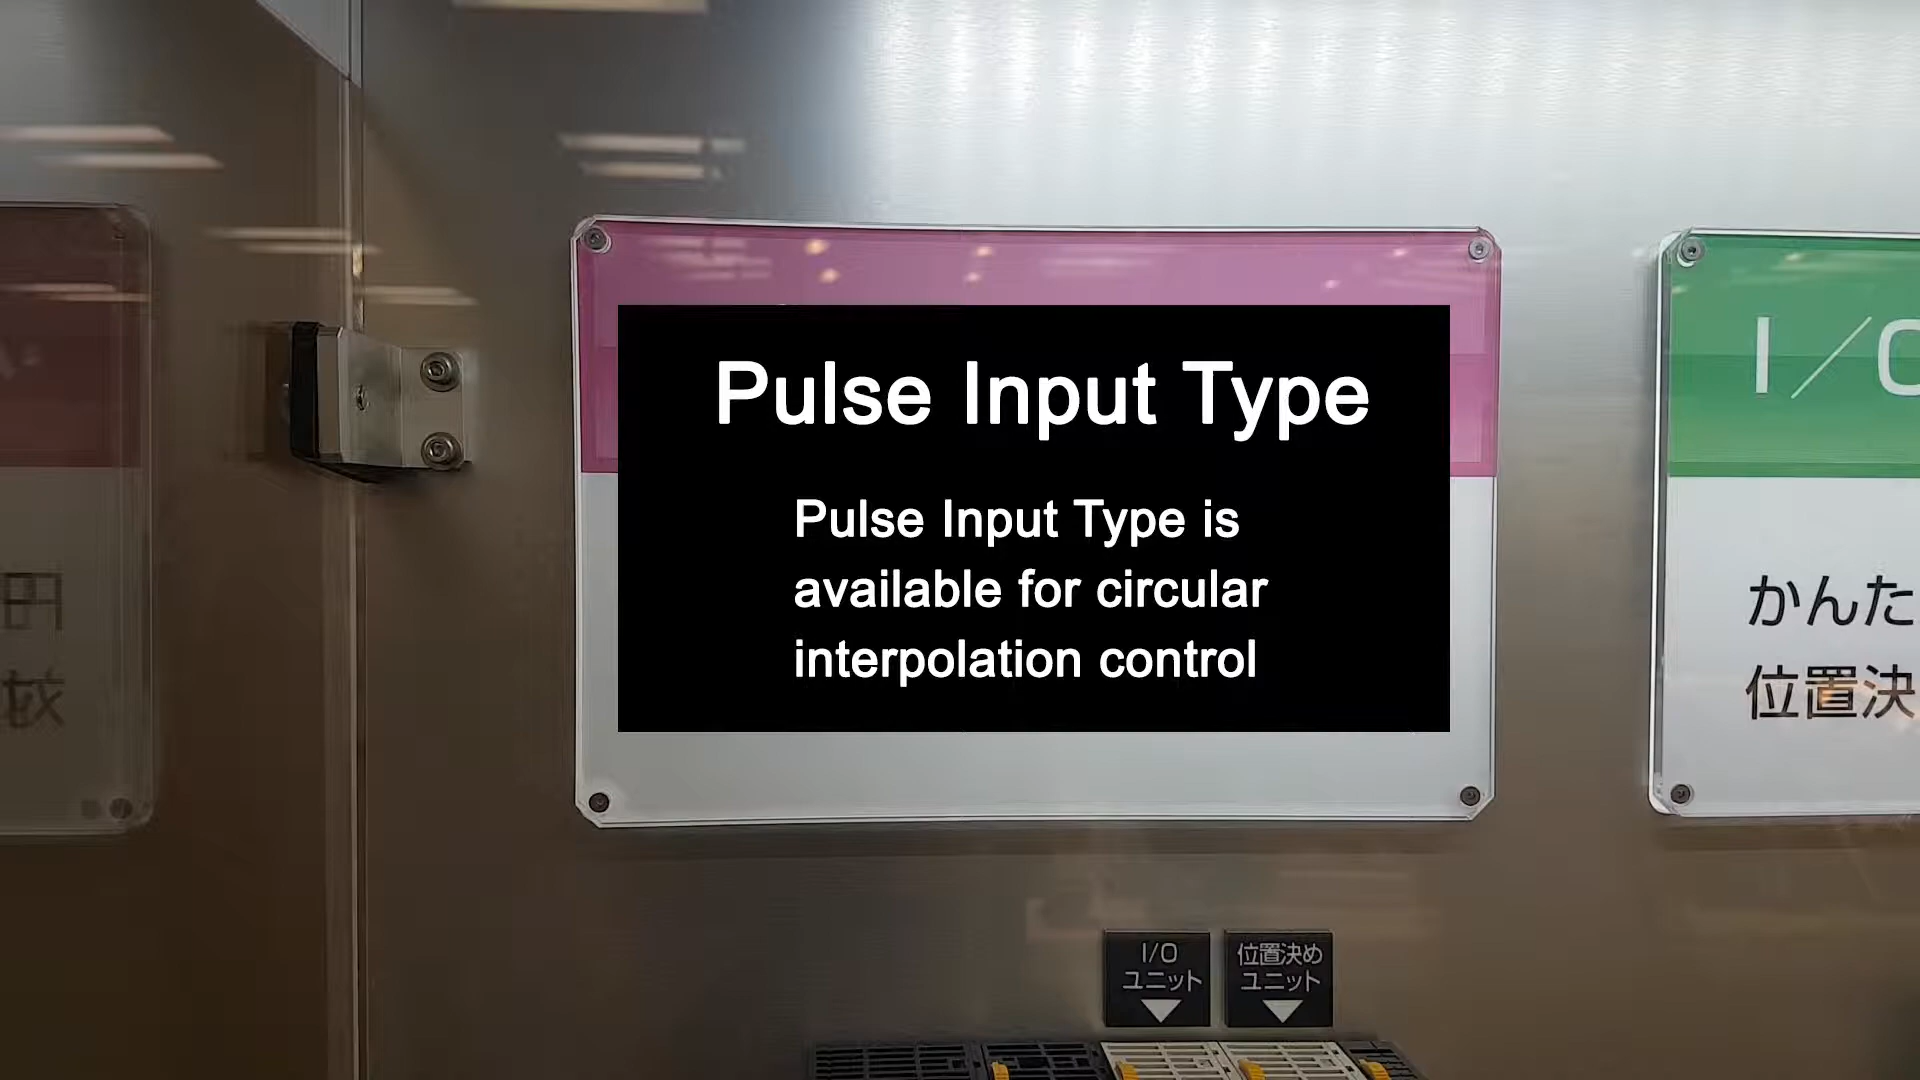 Pulse Input Type
Pulse Input Type is
available for circular
interpolation control
I/O
かんた
位置決
I/O
ユニット
位置決め
ユニット